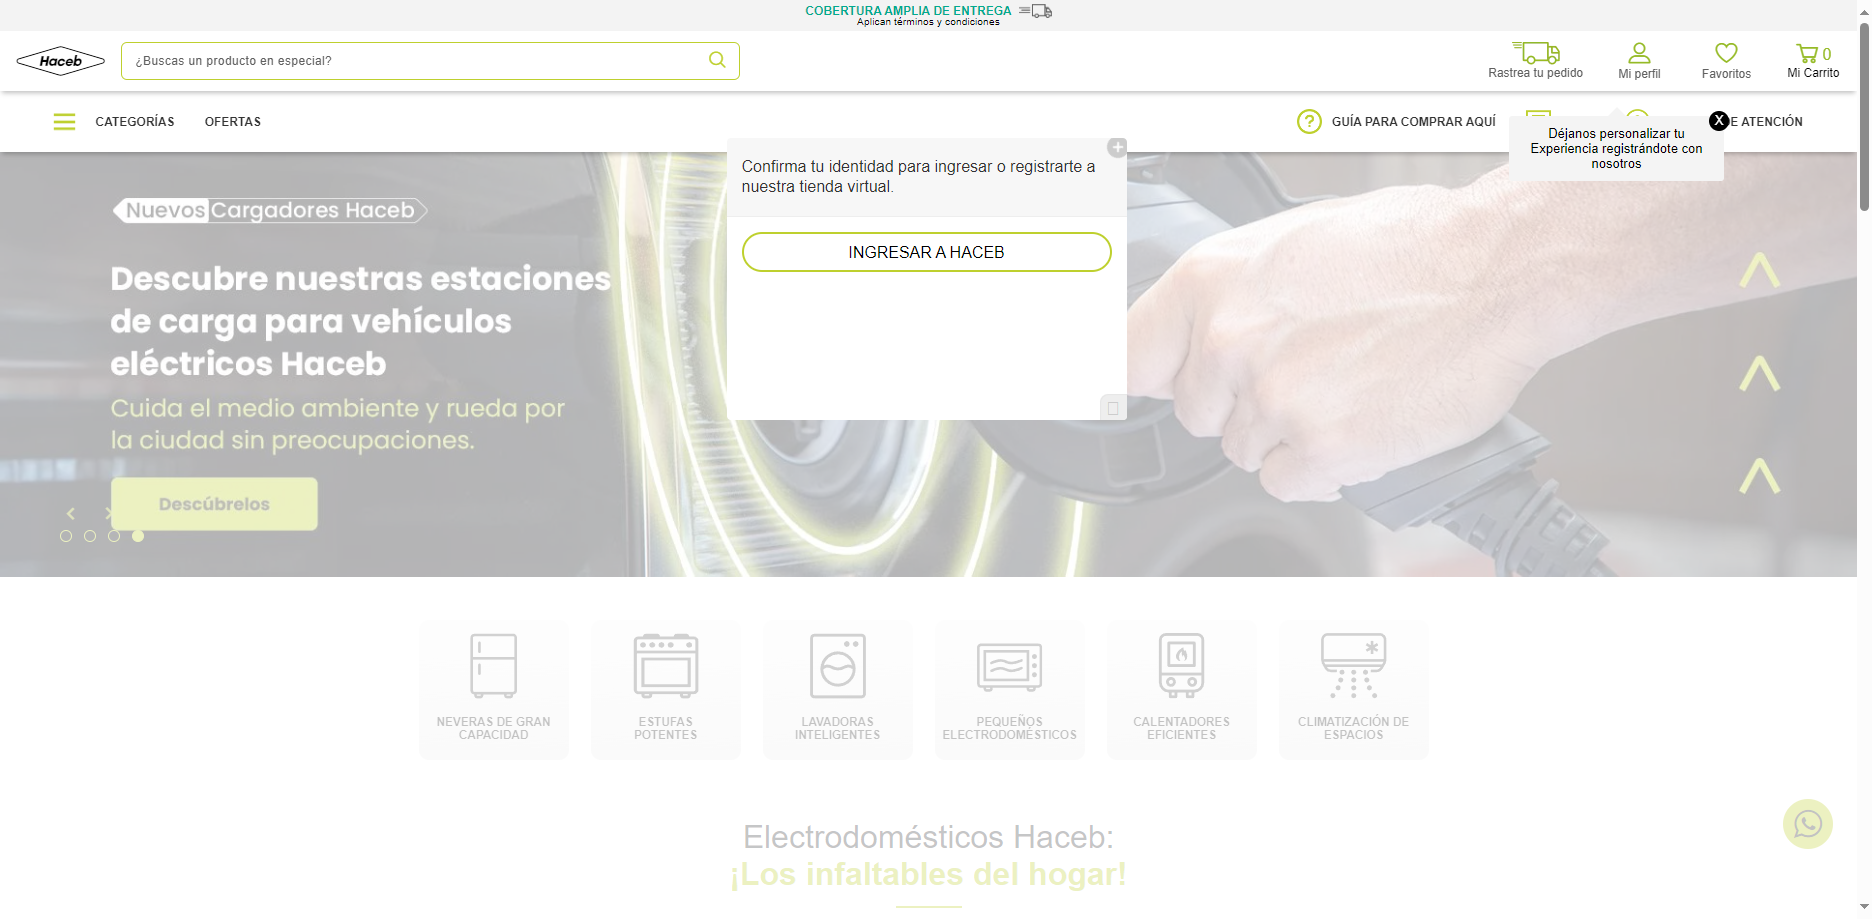 COBERTURA AMPLIA DE ENTREGA
Aplican términos y condiciones
Haceb
¿Buscas un producto en especial?
Rastrea tu pedido
Mi perfil
Favoritos
0
Mi Carrito
CATEGORÍAS
OFERTAS
GUÍA PARA COMPRAR AQUÍ
E ATENCIÓN
X
Déjanos personalizar tu
Experiencia registrándote con
nosotros
Confirma tu identidad para ingresar o registrarte a
nuestra tienda virtual.
INGRESAR A HACEB
Nuevos Cargadores Haceb
Descubre nuestras estaciones
de carga para vehículos
eléctricos Haceb
Cuida el medio ambiente y rueda por
la ciudad sin preocupaciones.
Descúbrelos
NEVERAS DE GRAN
CAPACIDAD
ESTUFAS
POTENTES
LAVADORAS
INTELIGENTES
PEQUEÑOS
ELECTRODOMÉSTICOS
CALENTADORES
EFICIENTES
CLIMATIZACIÓN DE
ESPACIOS
Electrodomésticos Haceb:
¡Los infaltables del hogar!